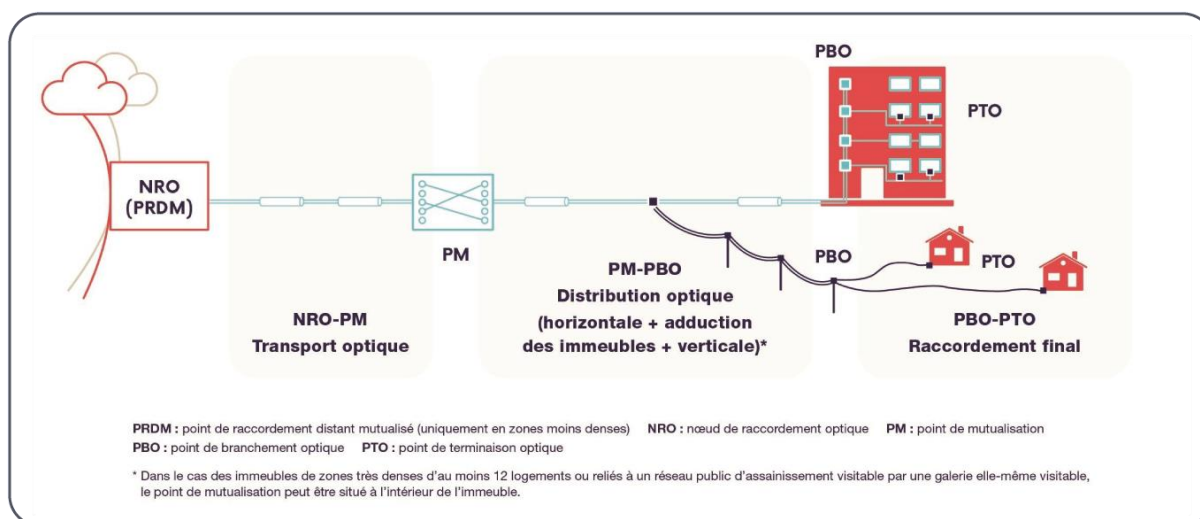 PBO
PTO
NRO
(PRDM)
PM
NRO-PM
Transport optique
PM-PBO
Distribution optique
(horizontale + adduction
des immeubles + verticale)*
PBO
PTO
PBO-PTO
Raccordement final
PRDM : point de raccordement distant mutualisé (uniquement en zones moins denses) NRO : nœud de raccordement optique PM : point de mutualisation
PBO : point de branchement optique PTO : point de terminaison optique
* Dans le cas des immeubles de zones très denses d'au moins 12 logements ou reliés à un réseau public d'assainissement visitable par une galerie elle-même visitable,
le point de mutualisation peut être situé à l'intérieur de l'immeuble.